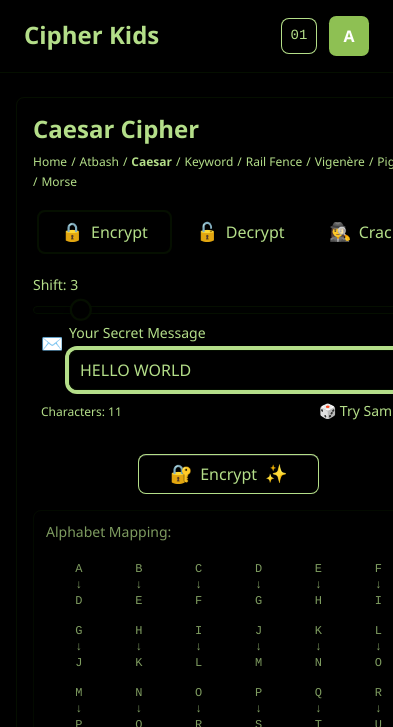 Cipher Kids
01
A
Caesar Cipher
Home / Atbash / Caesar / Keyword / Rail Fence / Vigenère / Pig
/ Morse
🔒 Encrypt 🔓 Decrypt 🕵️ Crac
Shift: 3
✉️ Your Secret Message
HELLO WORLD
Characters: 11 🎲 Try Sam
🔐 Encrypt ✨
Alphabet Mapping:
A B C D E F
↓ ↓ ↓ ↓ ↓ ↓
D E F G H I
G H I J K L
↓ ↓ ↓ ↓ ↓ ↓
J K L M N O
M N O P Q R
↓ ↓ ↓ ↓ ↓ ↓
P Q R S T U